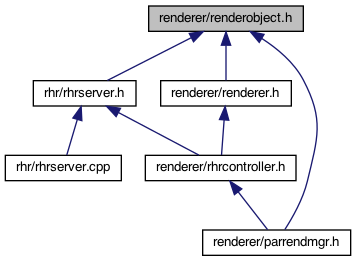 renderer/renderobject.h
rhr/rhrserver.h
renderer/renderer.h
rhr/rhrserver.cpp
renderer/rhrcontroller.h
renderer/parrendmgr.h